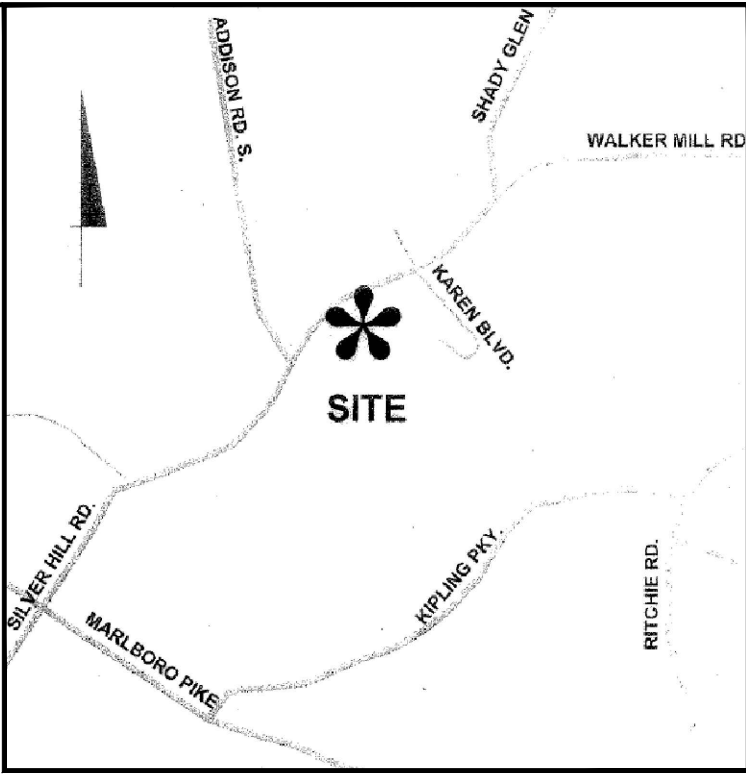 ADDISON RD. S.
SHADY GLEN
WALKER MILL RD
KAREN BLVD.
SITE
SILVER HILL RD.
MARLBORO PIKE
KIPLING PKY.
RITCHIE RD.